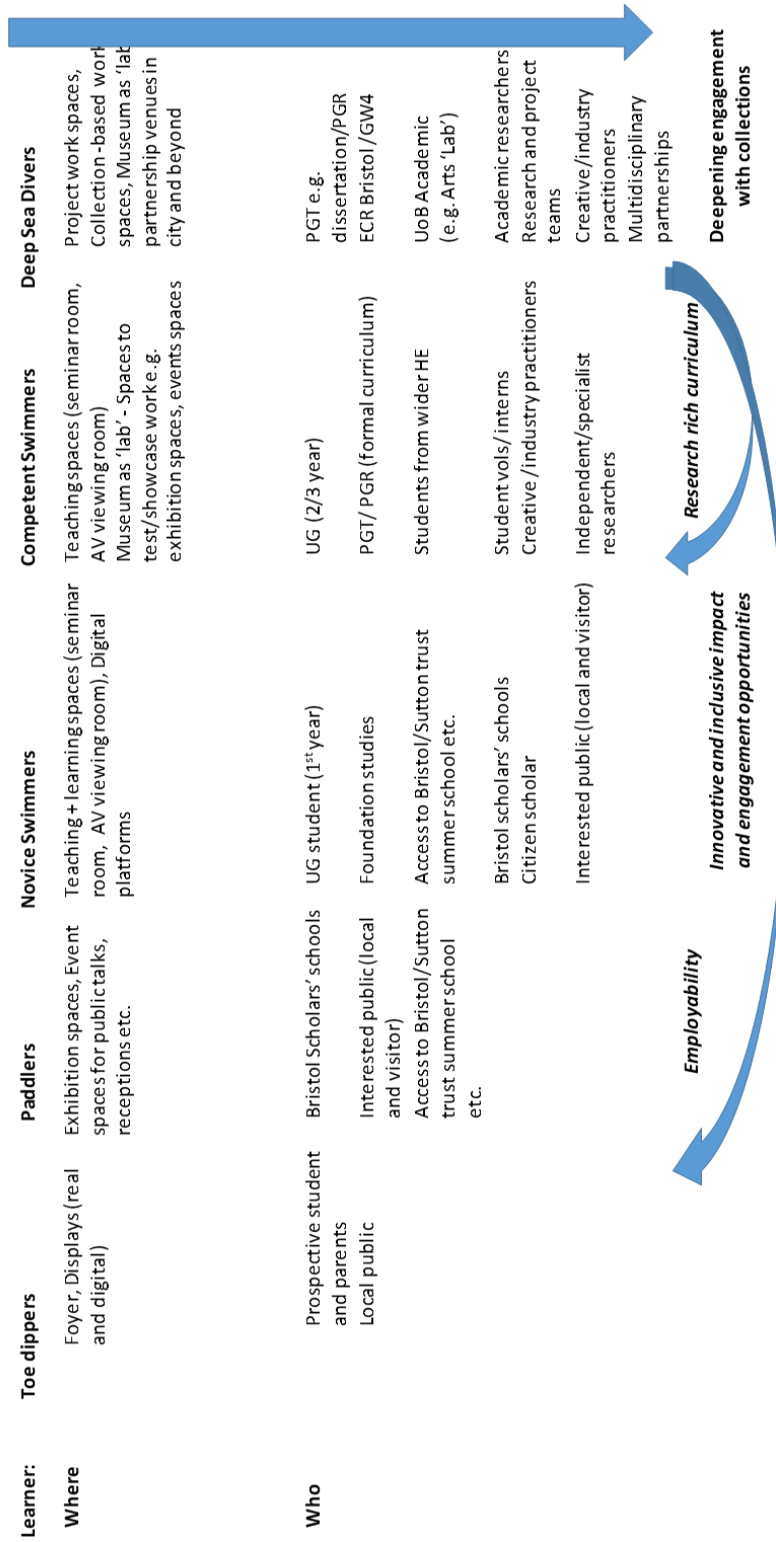 Learner:
Toe dippers
Paddlers
Novice Swimmers
Competent Swimmers
Deep Sea Divers
Where
Foyer, Displays (real
and digital)
Exhibition spaces, Event
spaces for public talks,
receptions etc.
Teaching + learning spaces (seminar
room, AV viewing room), Digital
platforms
Teaching spaces (seminar room,
AV viewing room)
Museum as ‘lab’ - Spaces to
test/showcase work e.g.
exhibition spaces, events spaces
Project work spaces,
Collection-based work
spaces, Museum as ‘lab
partnership venues in
city and beyond
Who
Prospective student
and parents
Local public
Bristol Scholars’ schools
Interested public (local
and visitor)
Access to Bristol/Sutton
trust summer school
etc.
UG student (1st year)
Foundation studies
Access to Bristol/Sutton trust
summer school etc.
Bristol scholars’ schools
Citizen scholar
Interested public (local and visitor)
UG (2/3 year)
PGT/ PGR (formal curriculum)
Students from wider HE
Student vols/ interns
Creative /industry practitioners
Independent/specialist
researchers
PGT e.g.
dissertation/PGR
ECR Bristol /GW4
UoB Academic
(e.g. Arts ‘Lab’)
Academic researchers
Research and project
teams
Creative/industry
practitioners
Multidisciplinary
partnerships
Employability
Innovative and inclusive impact
and engagement opportunities
Research rich curriculum
Deepening engagement
with collections